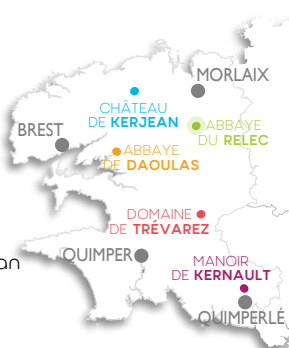 MORLAIX
CHÂTEAU
DE KERJEAN
BREST
ABBAYE
DU RELEC
ABBAYE
DE DAOULAS
DOMAINE
DE TRÉVAREZ
QUIMPER
an
MANOIR
DE KERNAULT
QUIMPERLÉ